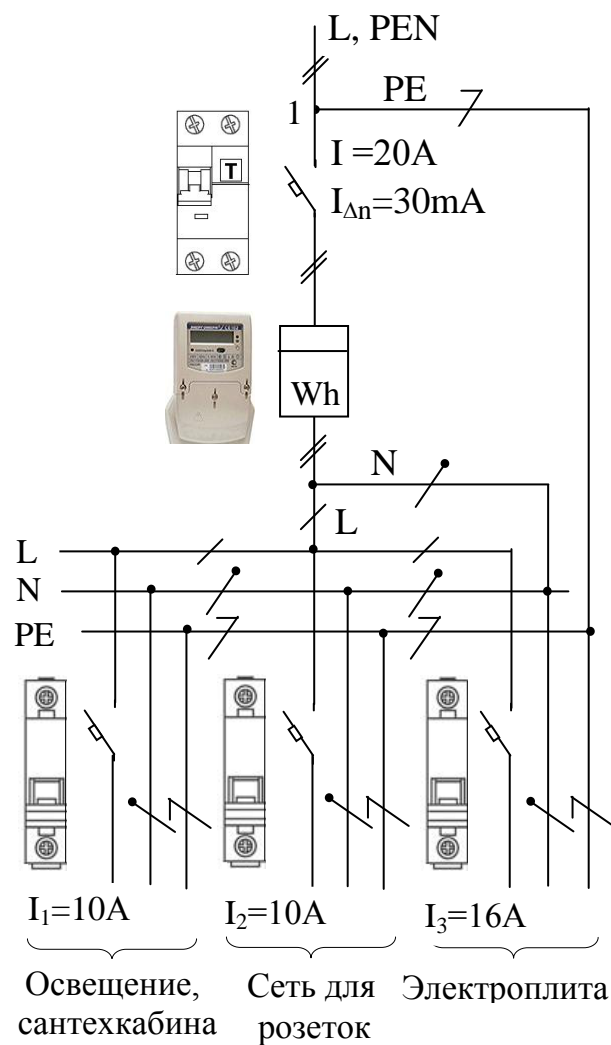 L, PEN
PE
1
I =20A
T
IΔn=30mA
Wh
N
L
L
N
PE
I1=10A
I2=10A
I3=16A
Освещение,
сантехкабина
Сеть для
розеток
Электроплита